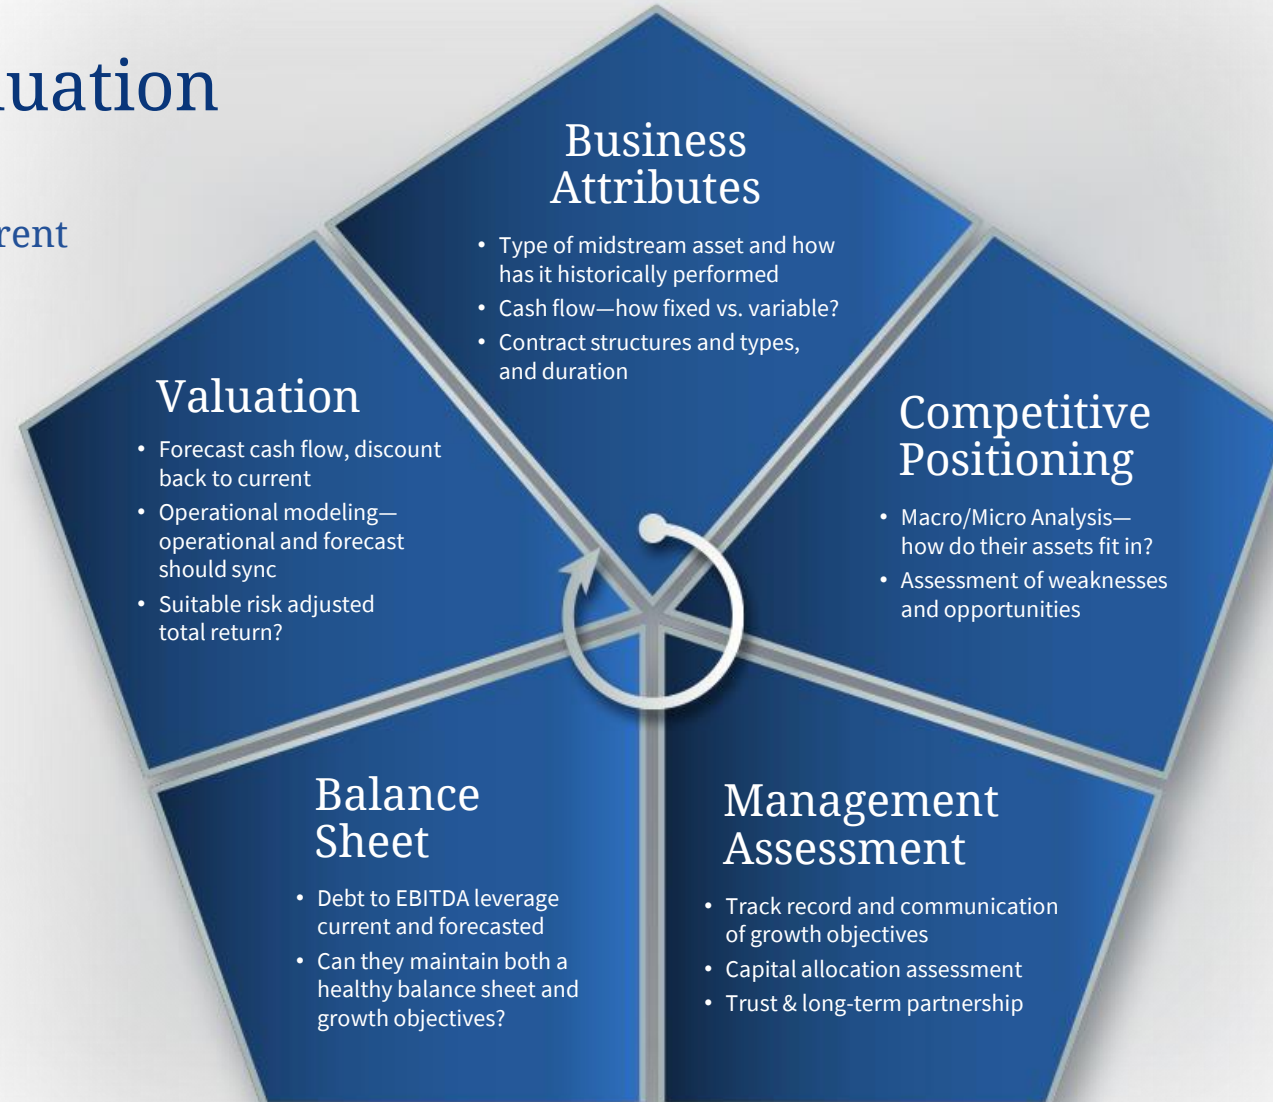 luation
rent
Business
Attributes
• Type of midstream asset and how
has it historically performed
• Cash flow—how fixed vs. variable?
• Contract structures and types,
and duration
Competitive
Positioning
• Macro/Micro Analysis—
how do their assets fit in?
• Assessment of weaknesses
and opportunities
Management
Assessment
• Track record and communication
of growth objectives
• Capital allocation assessment
• Trust & long-term partnership
Balance
Sheet
• Debt to EBITDA leverage
current and forecasted
• Can they maintain both a
healthy balance sheet and
growth objectives?
Valuation
• Forecast cash flow, discount
back to current
• Operational modeling—
operational and forecast
should sync
• Suitable risk adjusted
total return?